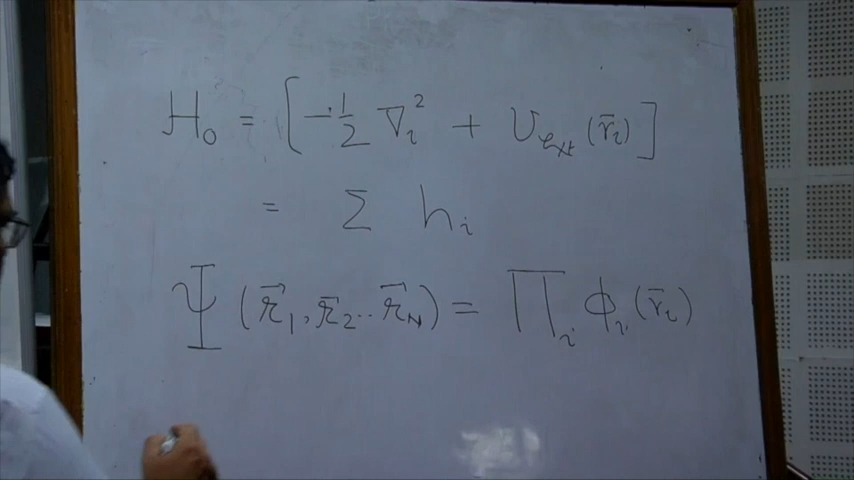 H₀ = [-½ ∇ᵢ² + U_ext (r̄ᵢ)]
= Σ hᵢ
Ψ (r⃗₁, r⃗₂.. r⃗_N) = ∏ᵢ ϕᵢ (r̄ᵢ)